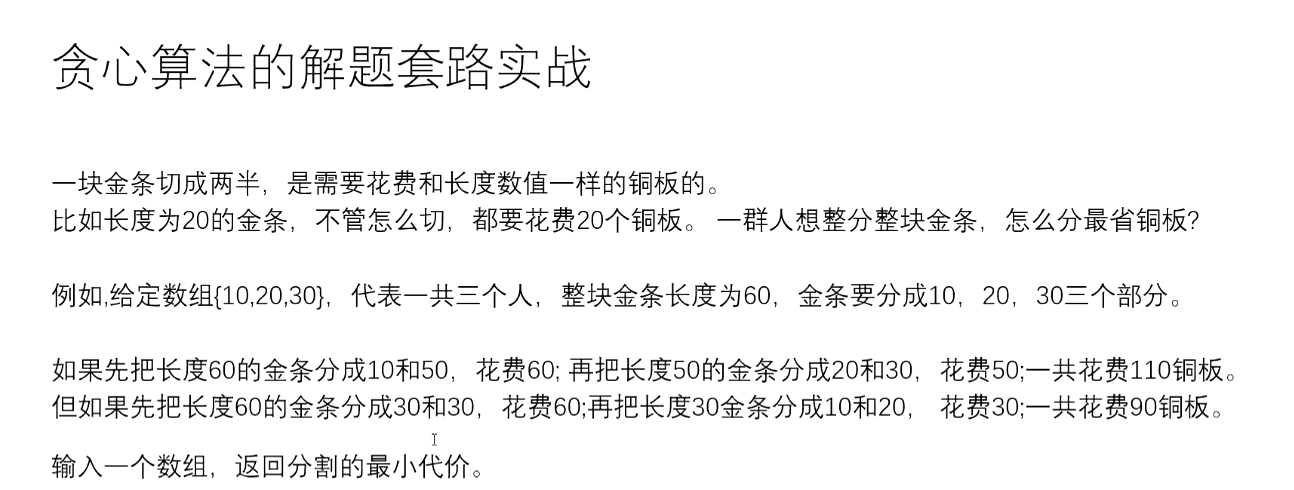 贪心算法的解题套路实战
一块金条切成两半，是需要花费和长度数值一样的铜板的。
比如长度为20的金条，不管怎么切，都要花费20个铜板。 一群人想整分整块金条，怎么分最省铜板?
例如,给定数组{10,20,30}，代表一共三个人，整块金条长度为60，金条要分成10，20，30三个部分。
如果先把长度60的金条分成10和50，花费60; 再把长度50的金条分成20和30，花费50;一共花费110铜板。
但如果先把长度60的金条分成30和30，花费60;再把长度30金条分成10和20， 花费30;一共花费90铜板。
输入一个数组，返回分割的最小代价。